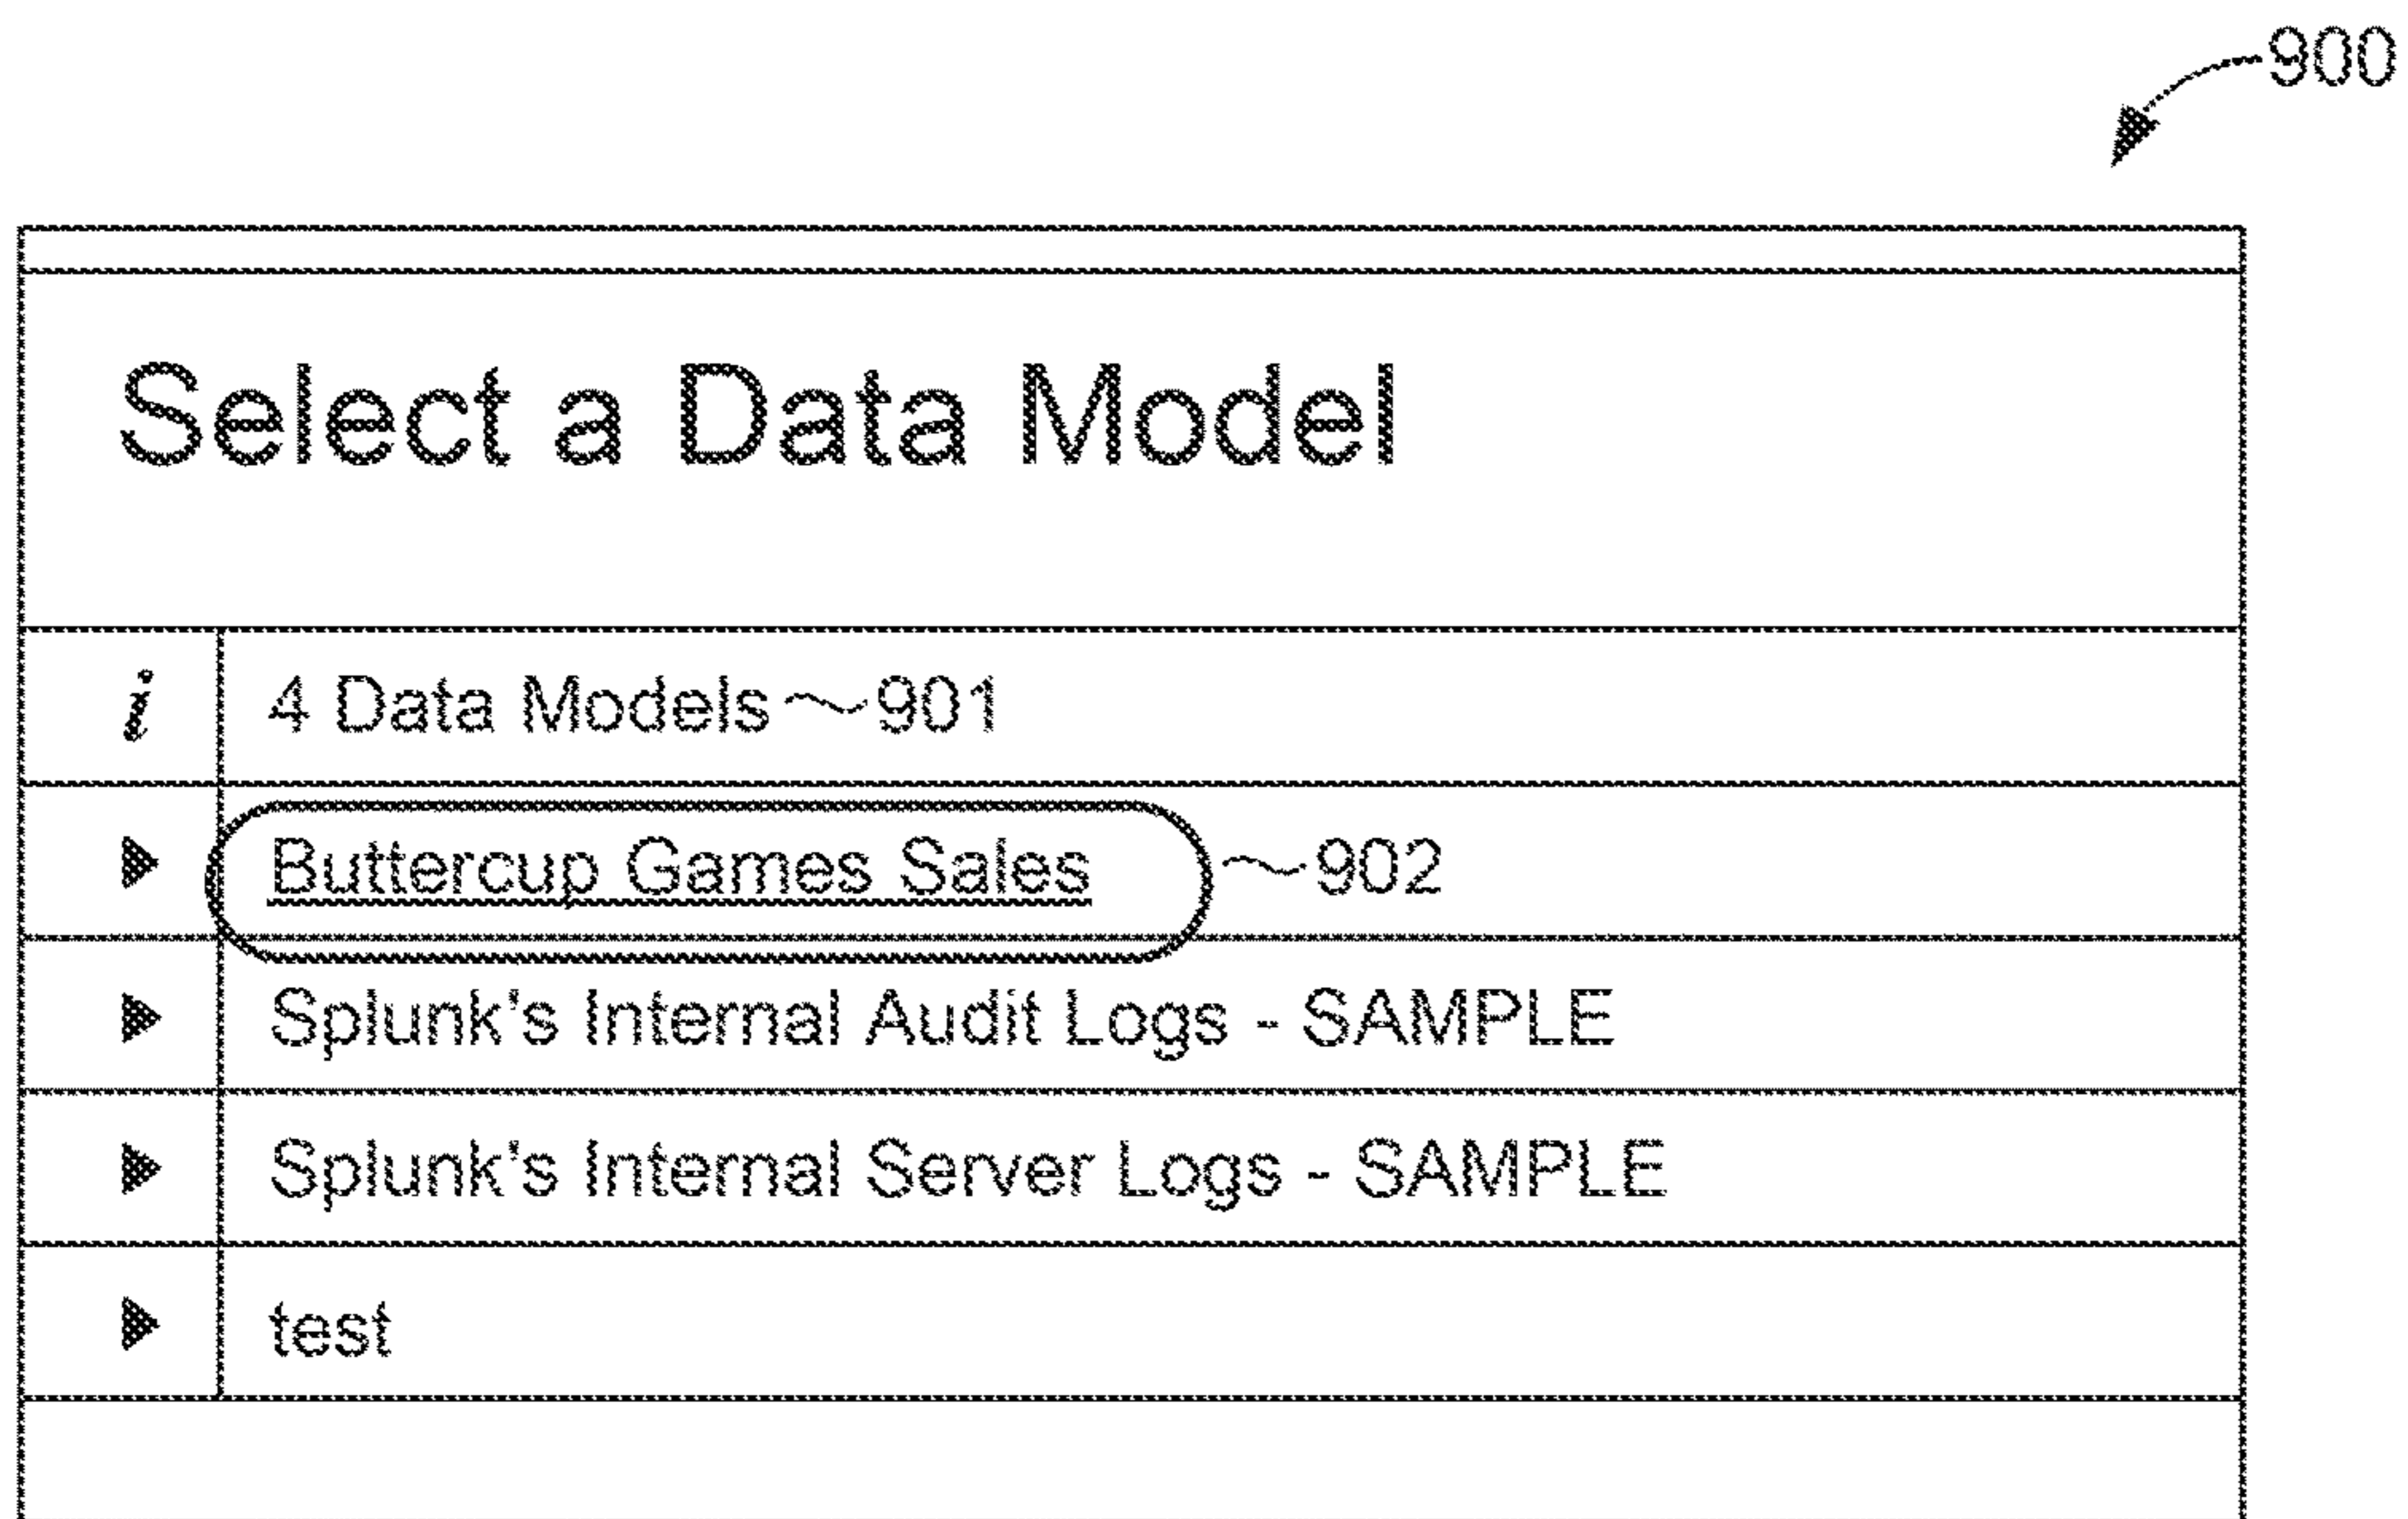 900
Select a Data Model
i 4 Data Models 901
Buttercup Games Sales 902
Splunk's Internal Audit Logs - SAMPLE
Splunk's Internal Server Logs - SAMPLE
test